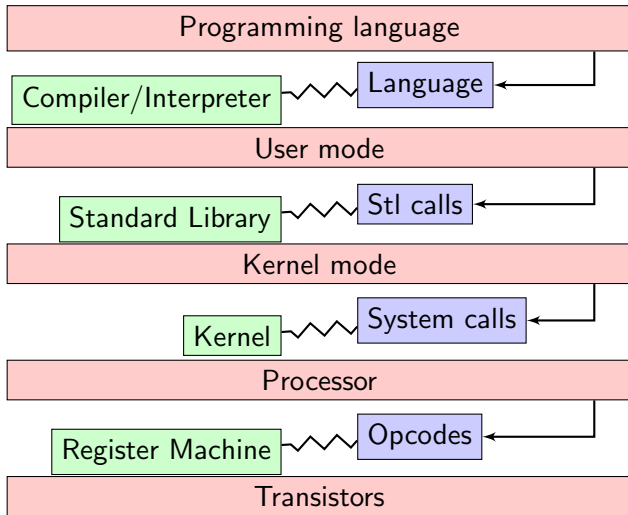 Programming language
Language
Compiler/Interpreter
User mode
Stl calls
Standard Library
Kernel mode
System calls
Kernel
Processor
Opcodes
Register Machine
Transistors